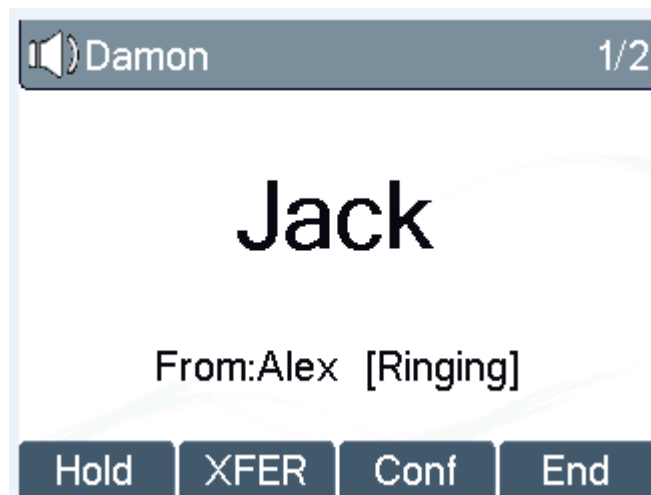 Damon 1/2
Jack
From:Alex [Ringing]
Hold XFER Conf End